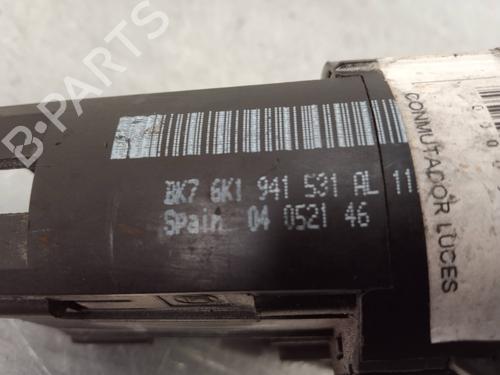 BK7 6K1 941 531 AL 11
Spain 04 0521 46
CONMUTADOR LUCES
B-PARTS